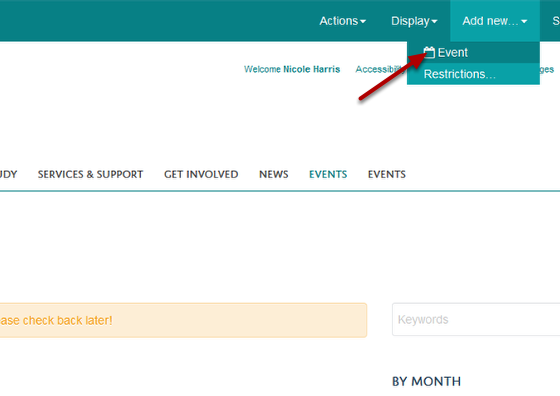 Actions Display Add new... S
Event
Restrictions...
Welcome Nicole Harris Accessibility ges
UDY SERVICES & SUPPORT GET INVOLVED NEWS EVENTS EVENTS
ase check back later!
Keywords
BY MONTH